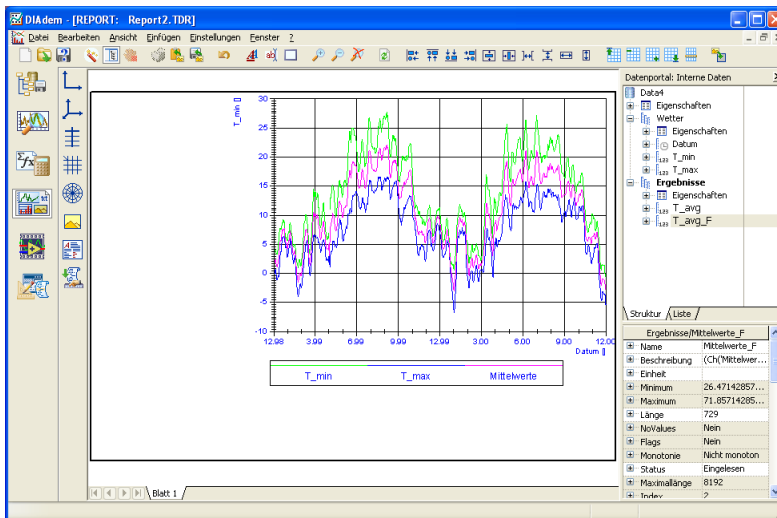 DIAdem - [REPORT:   Report2.TDR]
Datei Bearbeiten Ansicht Einfügen Einstellungen Fenster ?
Datenportal: Interne Daten
Data4
Eigenschaften
Wetter
Eigenschaften
Datum
T_min
T_max
Ergebnisse
Eigenschaften
T_avg
T_avg_F
Struktur Liste
T_min []
30
25
20
15
10
5
0
-5
-10
12.98 3.99 6.99 9.99 12.99 3.00 6.00 9.00 12.00
Datum []
T_min T_max Mittelwerte
Blatt 1
Ergebnisse/Mittelwerte_F
Name Mittelwerte_F
Beschreibung (Ch('Mittelwer...
Einheit
Minimum 26.47142857...
Maximum 71.85714285...
Länge 729
NoValues Nein
Flags Nein
Monotonie Nicht monoton
Status Eingelesen
Maximallänge 8192
Index 2